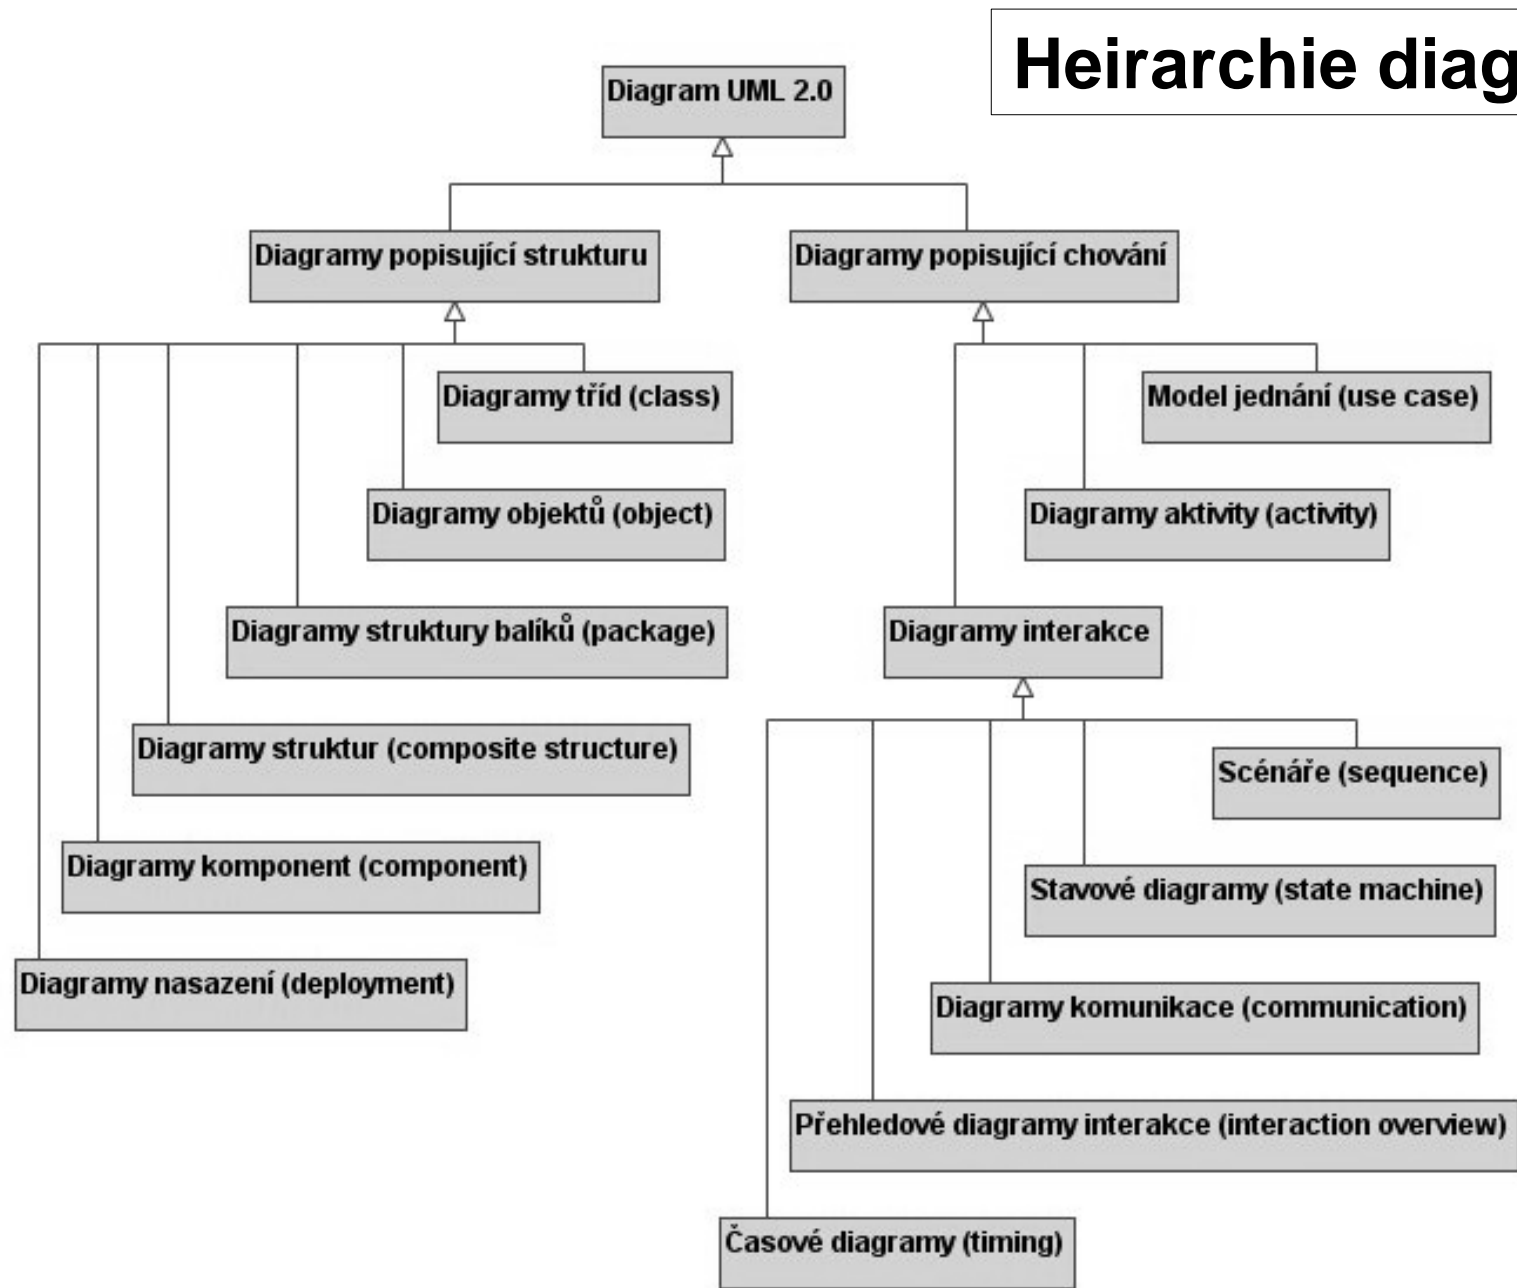 Heirarchie diag
Diagram UML 2.0
Diagramy popisující strukturu
Diagramy popisující chování
Diagramy tříd (class)
Model jednání (use case)
Diagramy objektů (object)
Diagramy aktivity (activity)
Diagramy struktury balíků (package)
Diagramy interakce
Diagramy struktur (composite structure)
Scénáře (sequence)
Diagramy komponent (component)
Stavové diagramy (state machine)
Diagramy nasazení (deployment)
Diagramy komunikace (communication)
Přehledové diagramy interakce (interaction overview)
Časové diagramy (timing)